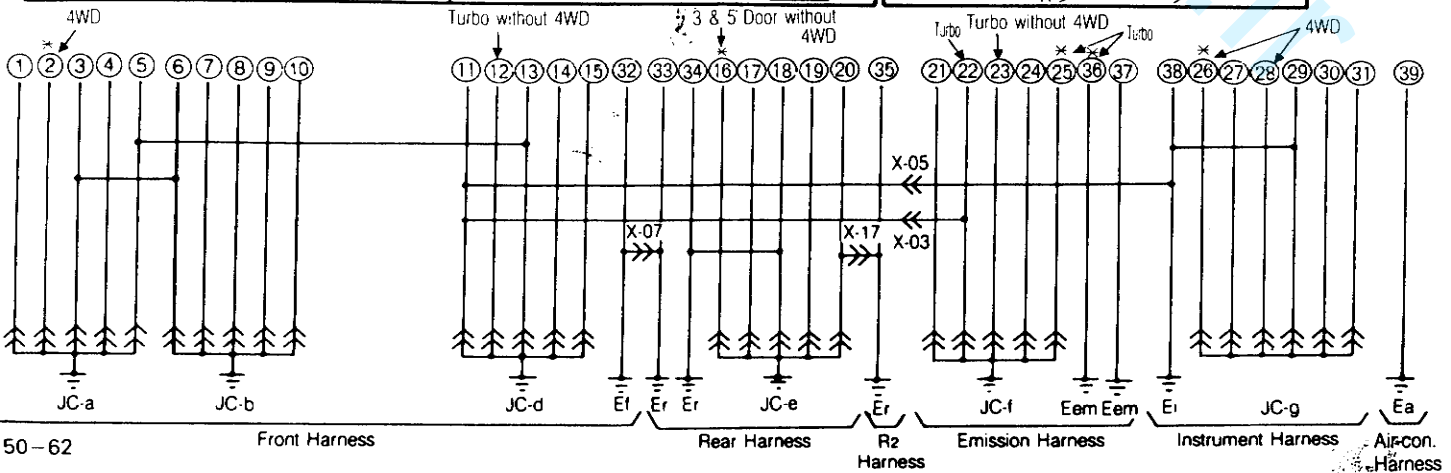 4WD Turbo without 4WD 3 & 5 Door without 4WD Turbo Turbo without 4WD Turbo 4WD
1 2 3 4 5 6 7 8 9 10 11 12 13 14 15 32 33 34 16 17 18 19 20 35 21 22 23 24 25 36 37 38 26 27 28 29 30 31 39
X-05
X-07 X-17 X-03
JC-a JC-b JC-d Ef Er Er JC-e Er JC-f Eem Eem Ei JC-g Ea
50-62 Front Harness Rear Harness R2 Harness Emission Harness Instrument Harness Air-con. Harness